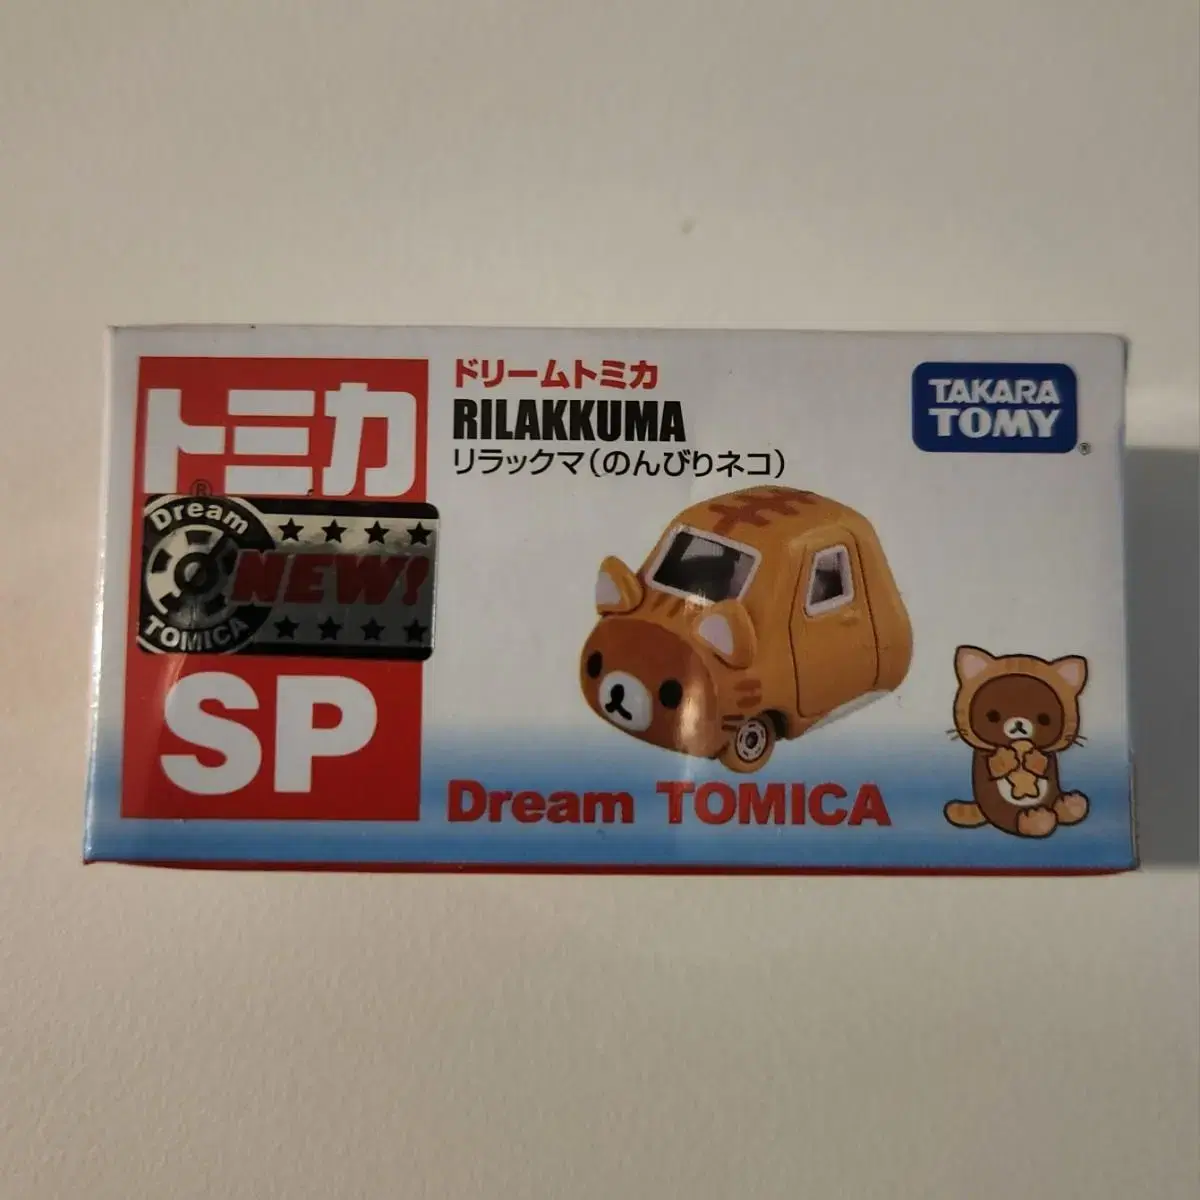 トミカ
®
Dream
NEW!
TOMICA
SP
ドリームトミカ
RILAKKUMA
リラックマ(のんびりネコ)
Dream TOMICA
TAKARA
TOMY
®